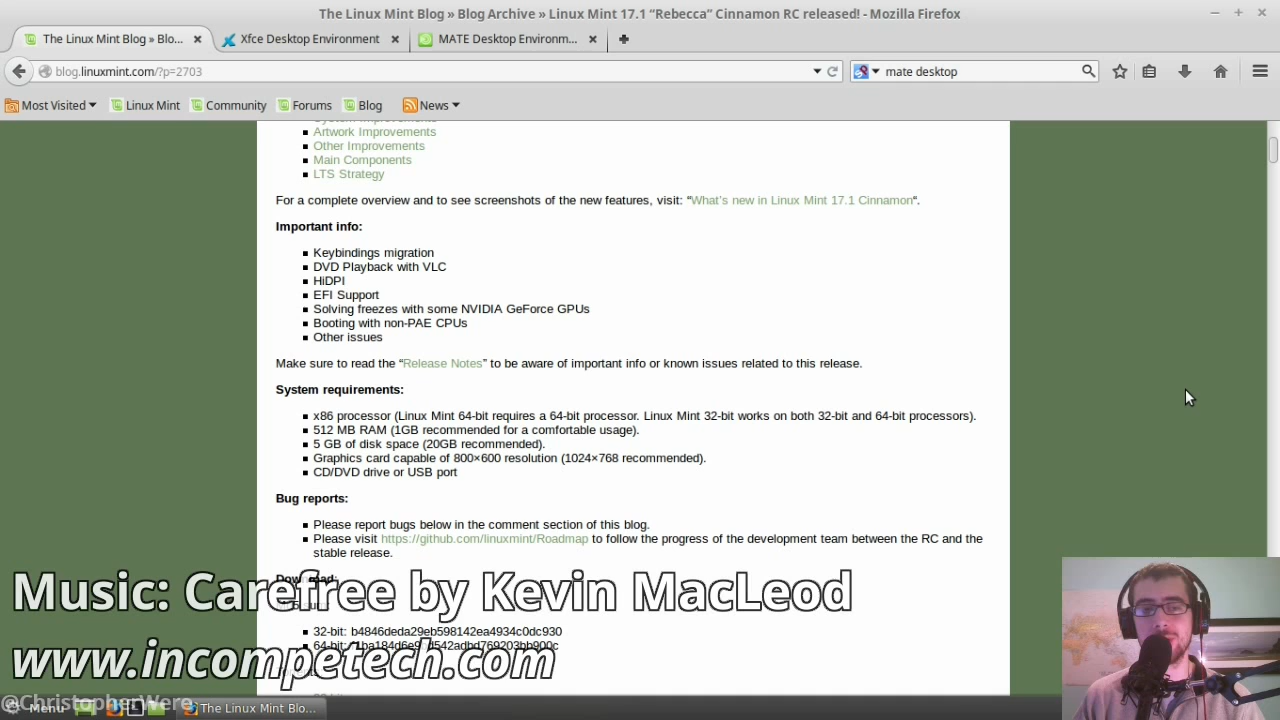 The Linux Mint Blog » Blog Archive » Linux Mint 17.1 “Rebecca” Cinnamon RC released! - Mozilla Firefox
The Linux Mint Blog » Blo...
Xfce Desktop Environment
MATE Desktop Environm...
blog.linuxmint.com/?p=2703
mate desktop
Most Visited
Linux Mint
Community
Forums
Blog
News
Artwork Improvements
Other Improvements
Main Components
LTS Strategy
For a complete overview and to see screenshots of the new features, visit: “What’s new in Linux Mint 17.1 Cinnamon“.
Important info:
Keybindings migration
DVD Playback with VLC
HiDPI
EFI Support
Solving freezes with some NVIDIA GeForce GPUs
Booting with non-PAE CPUs
Other issues
Make sure to read the “Release Notes” to be aware of important info or known issues related to this release.
System requirements:
x86 processor (Linux Mint 64-bit requires a 64-bit processor. Linux Mint 32-bit works on both 32-bit and 64-bit processors).
512 MB RAM (1GB recommended for a comfortable usage).
5 GB of disk space (20GB recommended).
Graphics card capable of 800×600 resolution (1024×768 recommended).
CD/DVD drive or USB port
Bug reports:
Please report bugs below in the comment section of this blog.
Please visit https://github.com/linuxmint/Roadmap to follow the progress of the development team between the RC and the
stable release.
Music: Carefree by Kevin MacLeod
32-bit: b4846deda29eb598142ea4934c0dc930
64-bit:
www.incompetech.com
@ChristopherWere
Menu
The Linux Mint Blo...